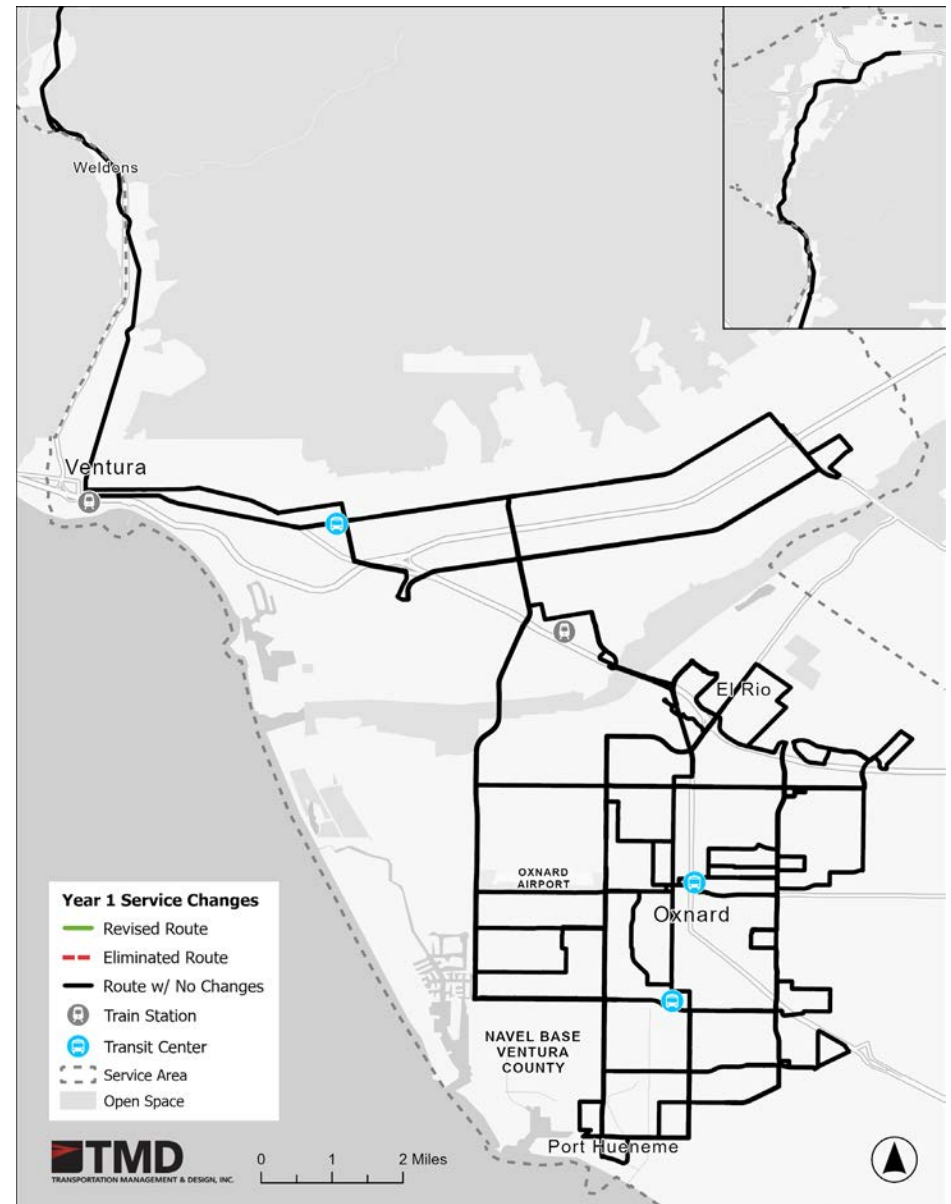 Weldons
Ventura
El Rio
OXNARD
AIRPORT
Oxnard
NAVEL BASE
VENTURA
COUNTY
Port Hueneme
Year 1 Service Changes
Revised Route
Eliminated Route
Route w/ No Changes
Train Station
Transit Center
Service Area
Open Space
TMD
TRANSPORTATION MANAGEMENT & DESIGN, INC.
0 1 2 Miles